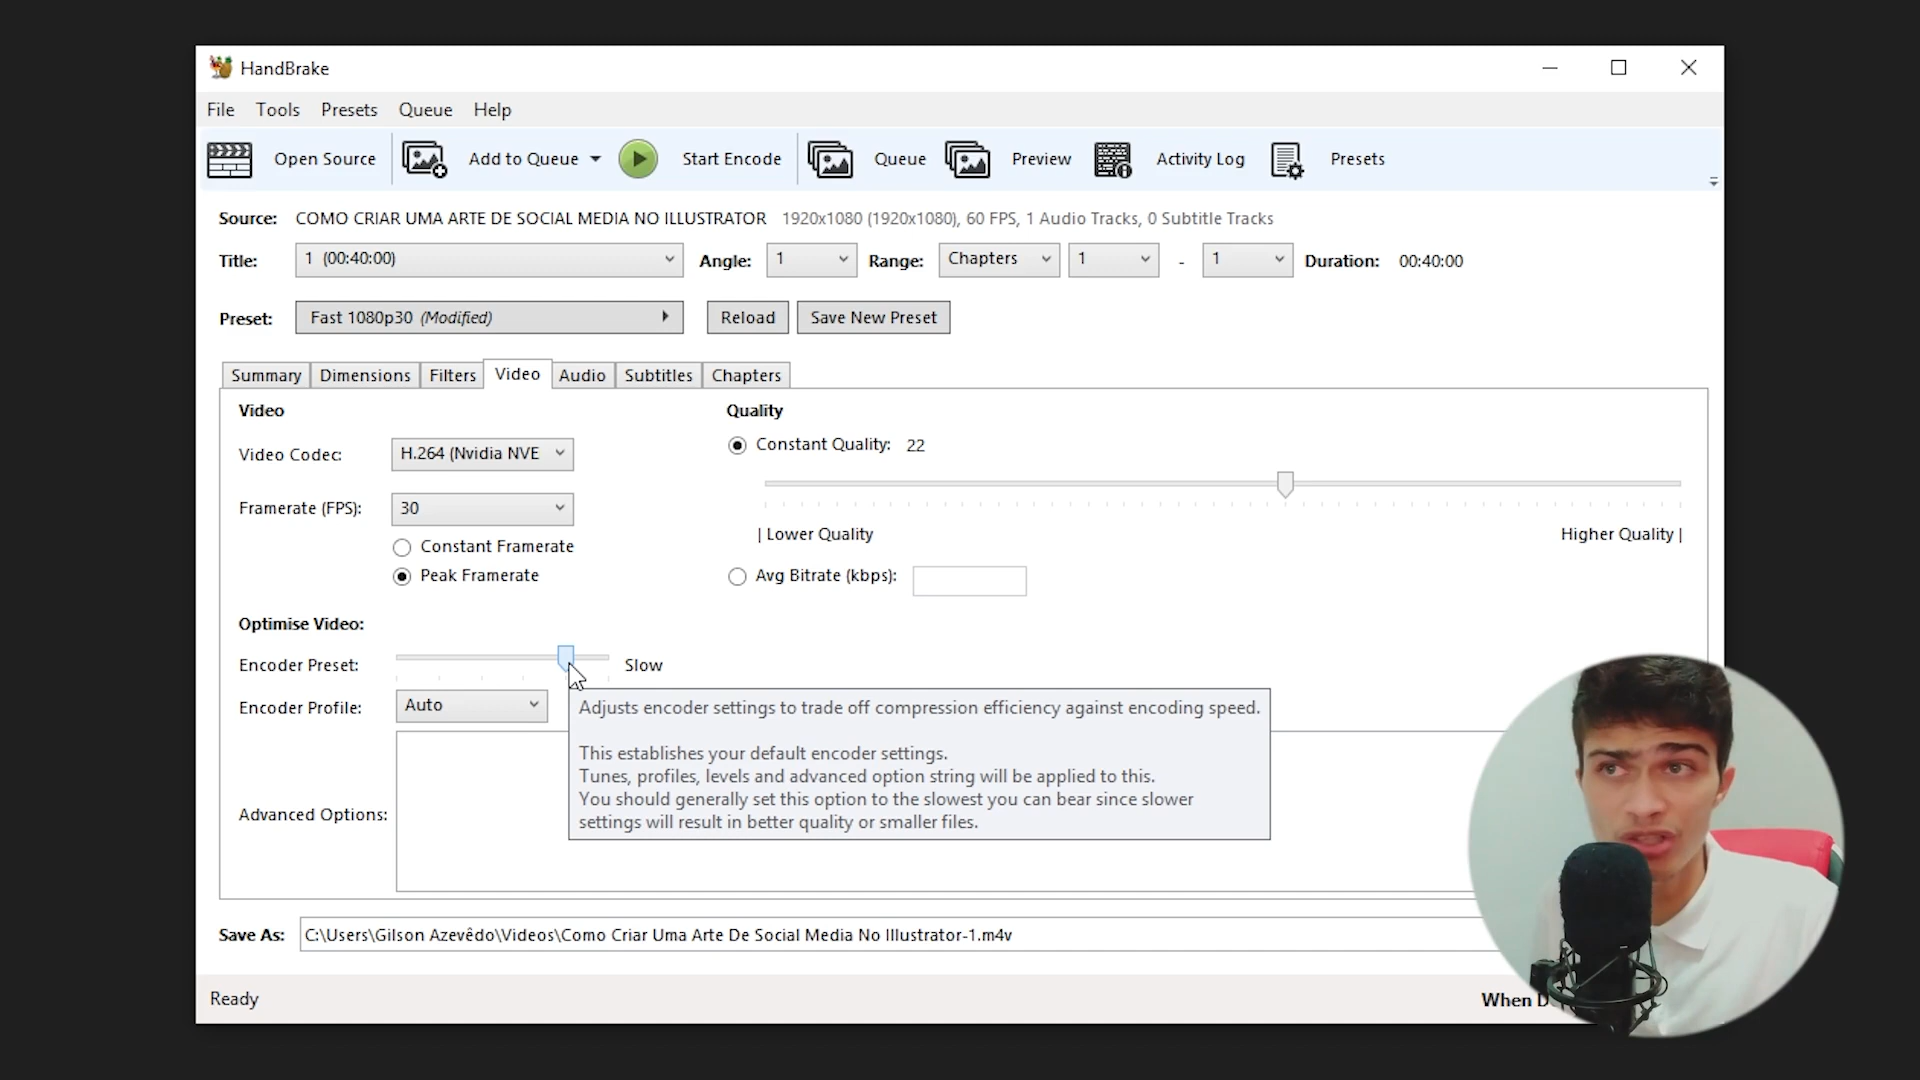 HandBrake
File Tools Presets Queue Help
Open Source Add to Queue Start Encode Queue Preview Activity Log Presets
Source: COMO CRIAR UMA ARTE DE SOCIAL MEDIA NO ILLUSTRATOR 1920x1080 (1920x1080), 60 FPS, 1 Audio Tracks, 0 Subtitle Tracks
Title: 1 (00:40:00) Angle: 1 Range: Chapters 1 - 1 Duration: 00:40:00
Preset: Fast 1080p30 (Modified) Reload Save New Preset
Summary Dimensions Filters Video Audio Subtitles Chapters
Video Quality
Video Codec: H.264 (Nvidia NVE Constant Quality: 22
Framerate (FPS): 30
| Lower Quality Higher Quality |
Constant Framerate
Peak Framerate Avg Bitrate (kbps):
Optimise Video:
Encoder Preset: Slow
Encoder Profile: Auto
Adjusts encoder settings to trade off compression efficiency against encoding speed.
This establishes your default encoder settings.
Tunes, profiles, levels and advanced option string will be applied to this.
You should generally set this option to the slowest you can bear since slower
settings will result in better quality or smaller files.
Advanced Options:
Save As: C:\Users\Gilson Azevêdo\Videos\Como Criar Uma Arte De Social Media No Illustrator-1.m4v
Ready When D